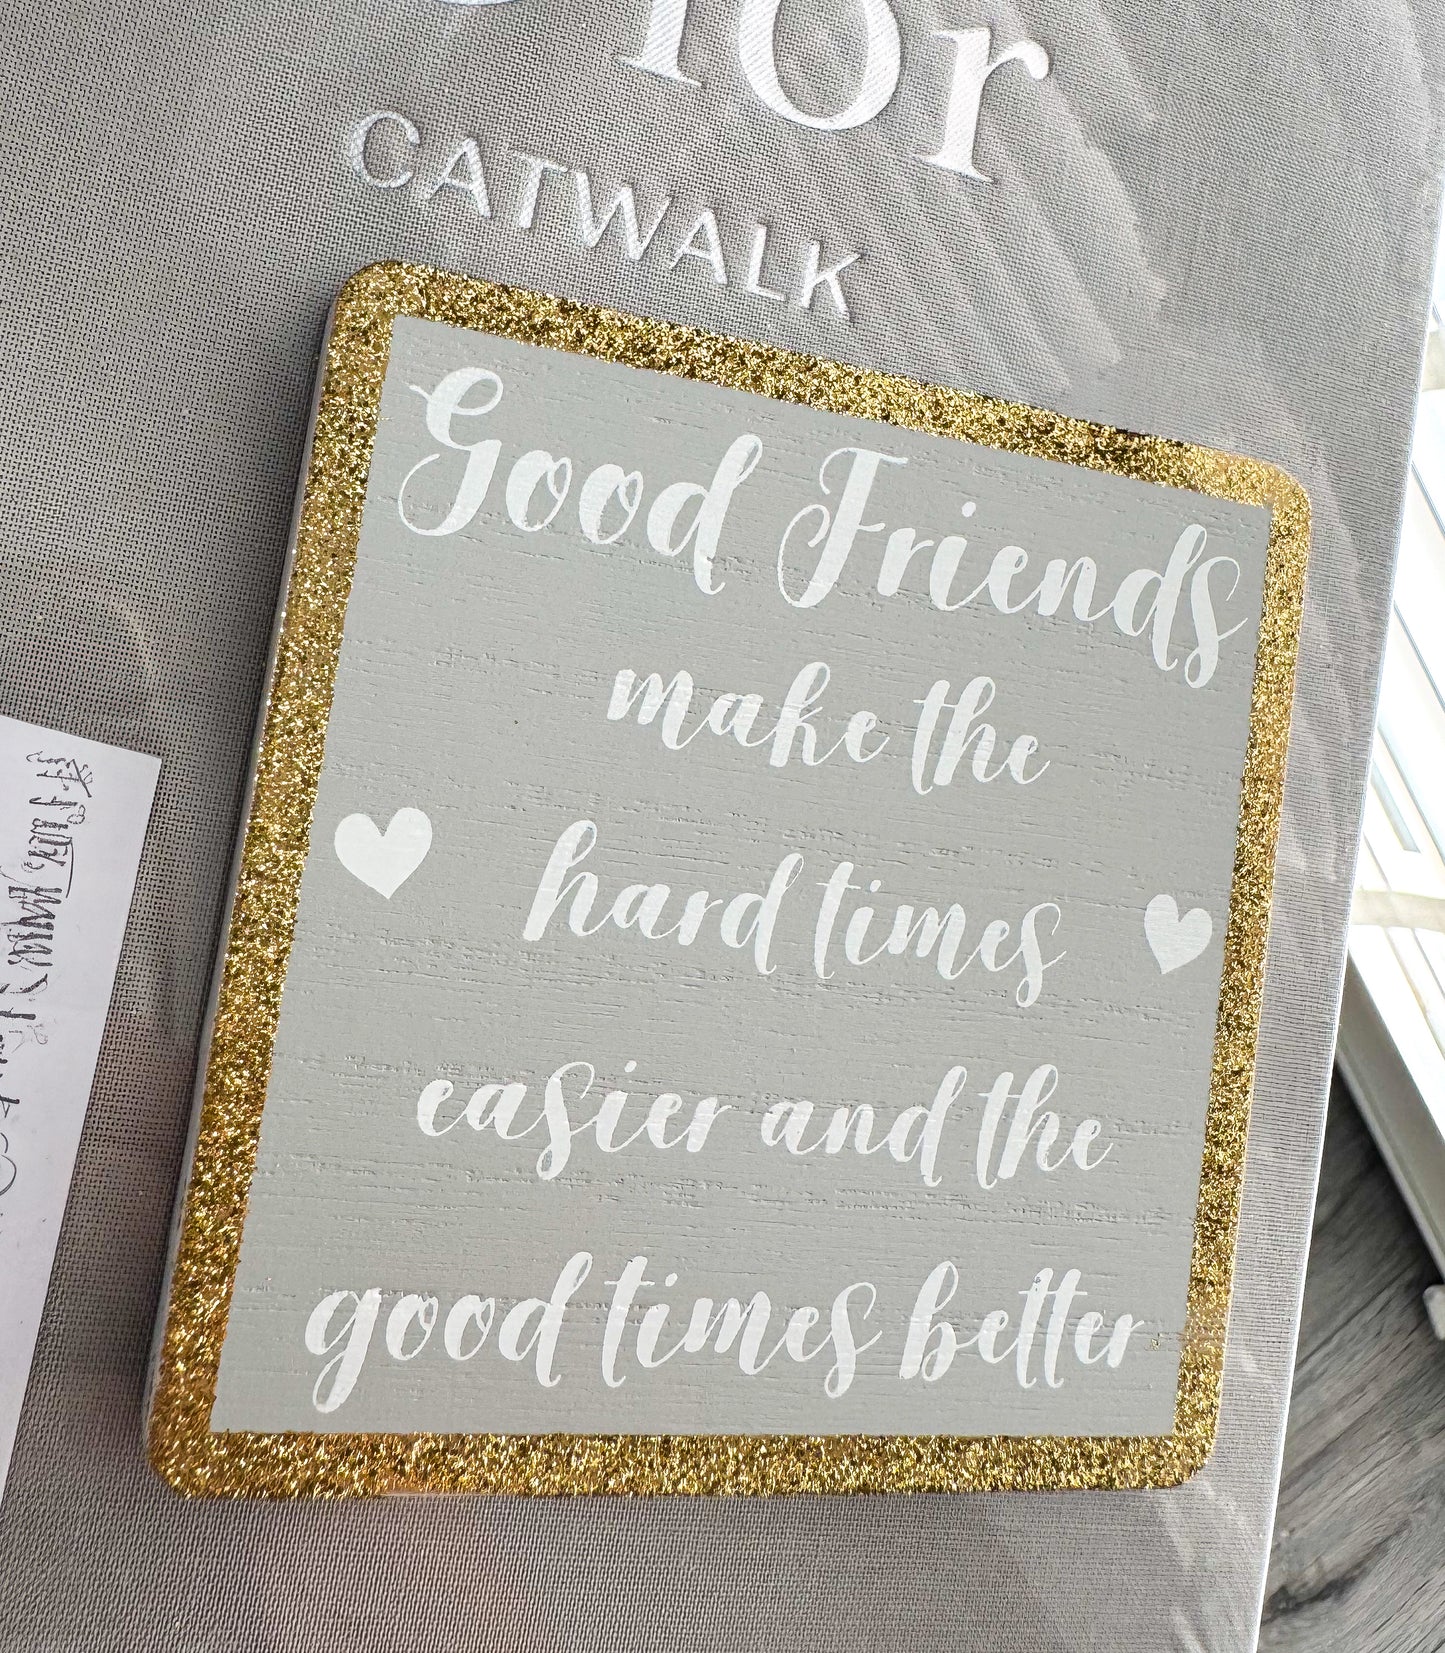 CATWALK
Good Friends
make the
hard times
easier and the
good times better